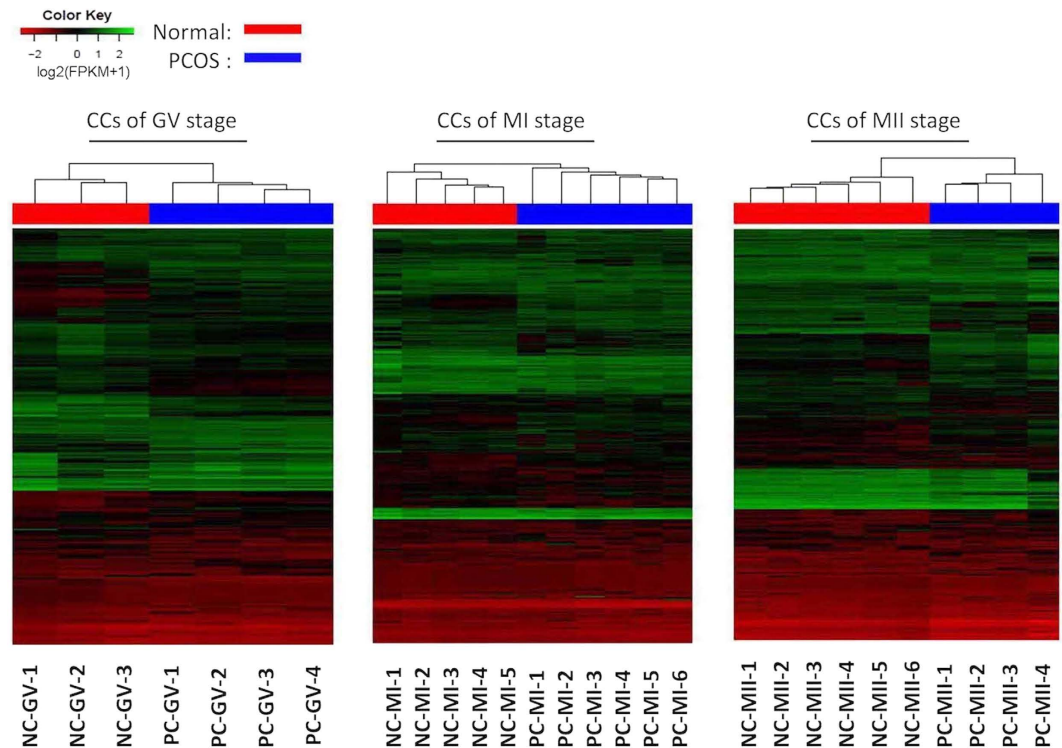 Color Key
−2 0 1 2
log2(FPKM+1)
Normal:
PCOS :
CCs of GV stage
CCs of MI stage
CCs of MII stage
NC-GV-1
NC-GV-2
NC-GV-3
PC-GV-1
PC-GV-2
PC-GV-3
PC-GV-4
NC-MI-1
NC-MI-2
NC-MI-3
NC-MI-4
NC-MI-5
PC-MI-1
PC-MI-2
PC-MI-3
PC-MI-4
PC-MI-5
PC-MI-6
NC-MII-1
NC-MII-2
NC-MII-3
NC-MII-4
NC-MII-5
NC-MII-6
PC-MII-1
PC-MII-2
PC-MII-3
PC-MII-4